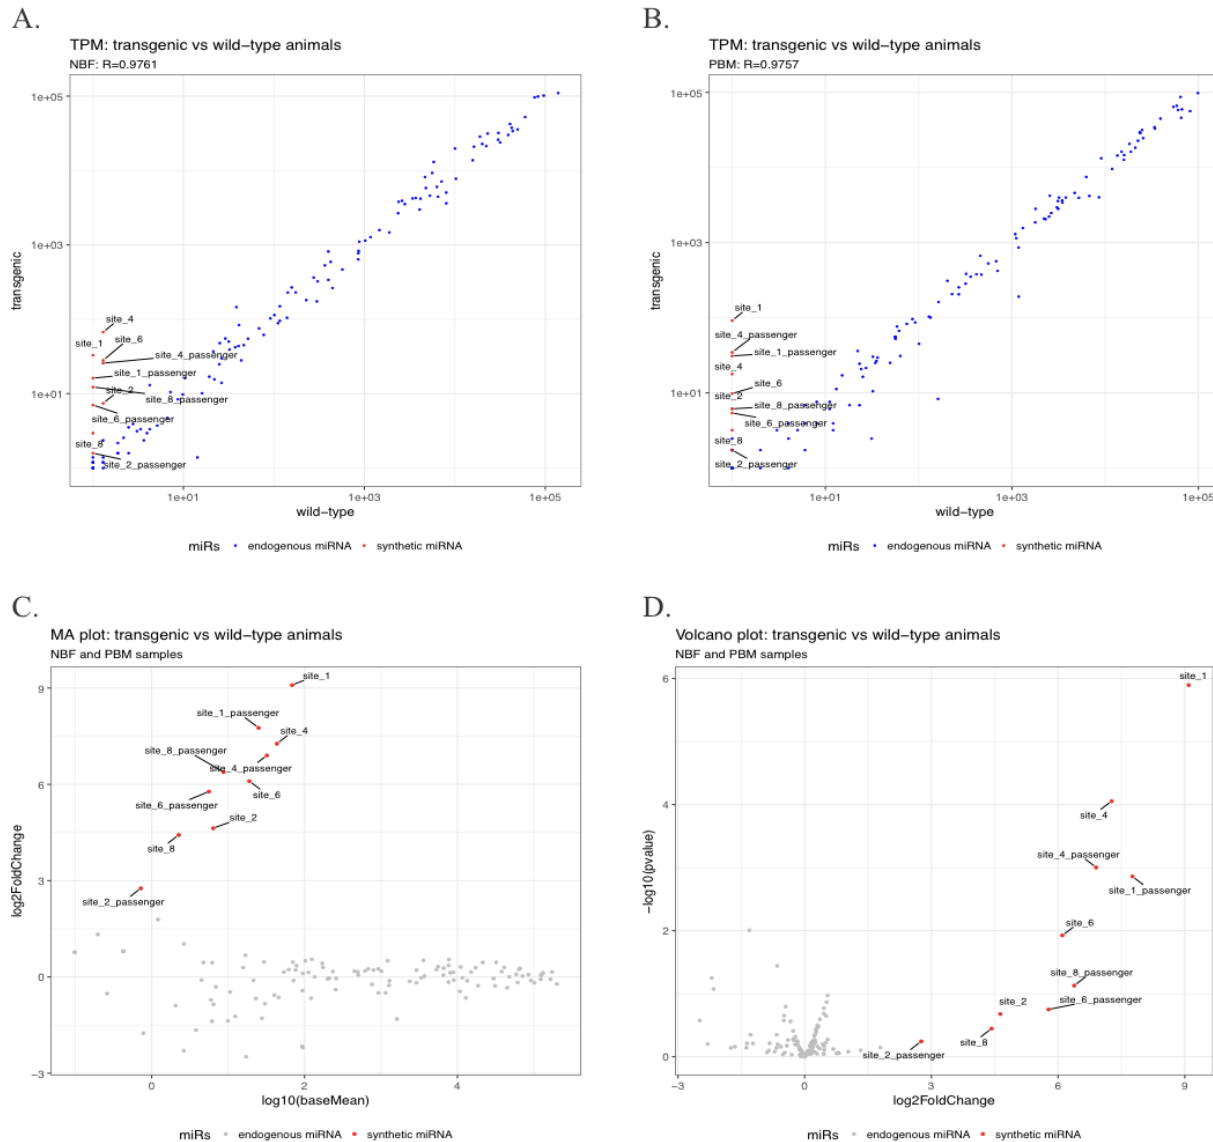 A.
TPM: transgenic vs wild−type animals
NBF: R=0.9761
1e+05
1e+03
1e+01
transgenic
site_4
site_1
site_6
site_4_passenger
site_1_passenger
site_2
site_8_passenger
site_6_passenger
site_8
site_2_passenger
1e+01
1e+03
1e+05
wild−type
miRs
endogenous miRNA
synthetic miRNA
B.
TPM: transgenic vs wild−type animals
PBM: R=0.9757
1e+05
1e+03
1e+01
transgenic
site_1
site_4_passenger
site_1_passenger
site_4
site_6
site_2
site_8_passenger
site_6_passenger
site_8
site_2_passenger
1e+01
1e+03
1e+05
wild−type
miRs
endogenous miRNA
synthetic miRNA
C.
MA plot: transgenic vs wild−type animals
NBF and PBM samples
9
6
3
0
−3
log2FoldChange
site_1
site_1_passenger
site_4
site_8_passenger
site_4_passenger
site_6
site_6_passenger
site_2
site_8
site_2_passenger
0
2
4
log10(baseMean)
miRs
endogenous miRNA
synthetic miRNA
D.
Volcano plot: transgenic vs wild−type animals
NBF and PBM samples
6
4
2
0
−log10(pvalue)
site_1
site_4
site_4_passenger
site_1_passenger
site_6
site_8_passenger
site_2
site_6_passenger
site_8
site_2_passenger
−3
0
3
6
9
log2FoldChange
miRs
endogenous miRNA
synthetic miRNA